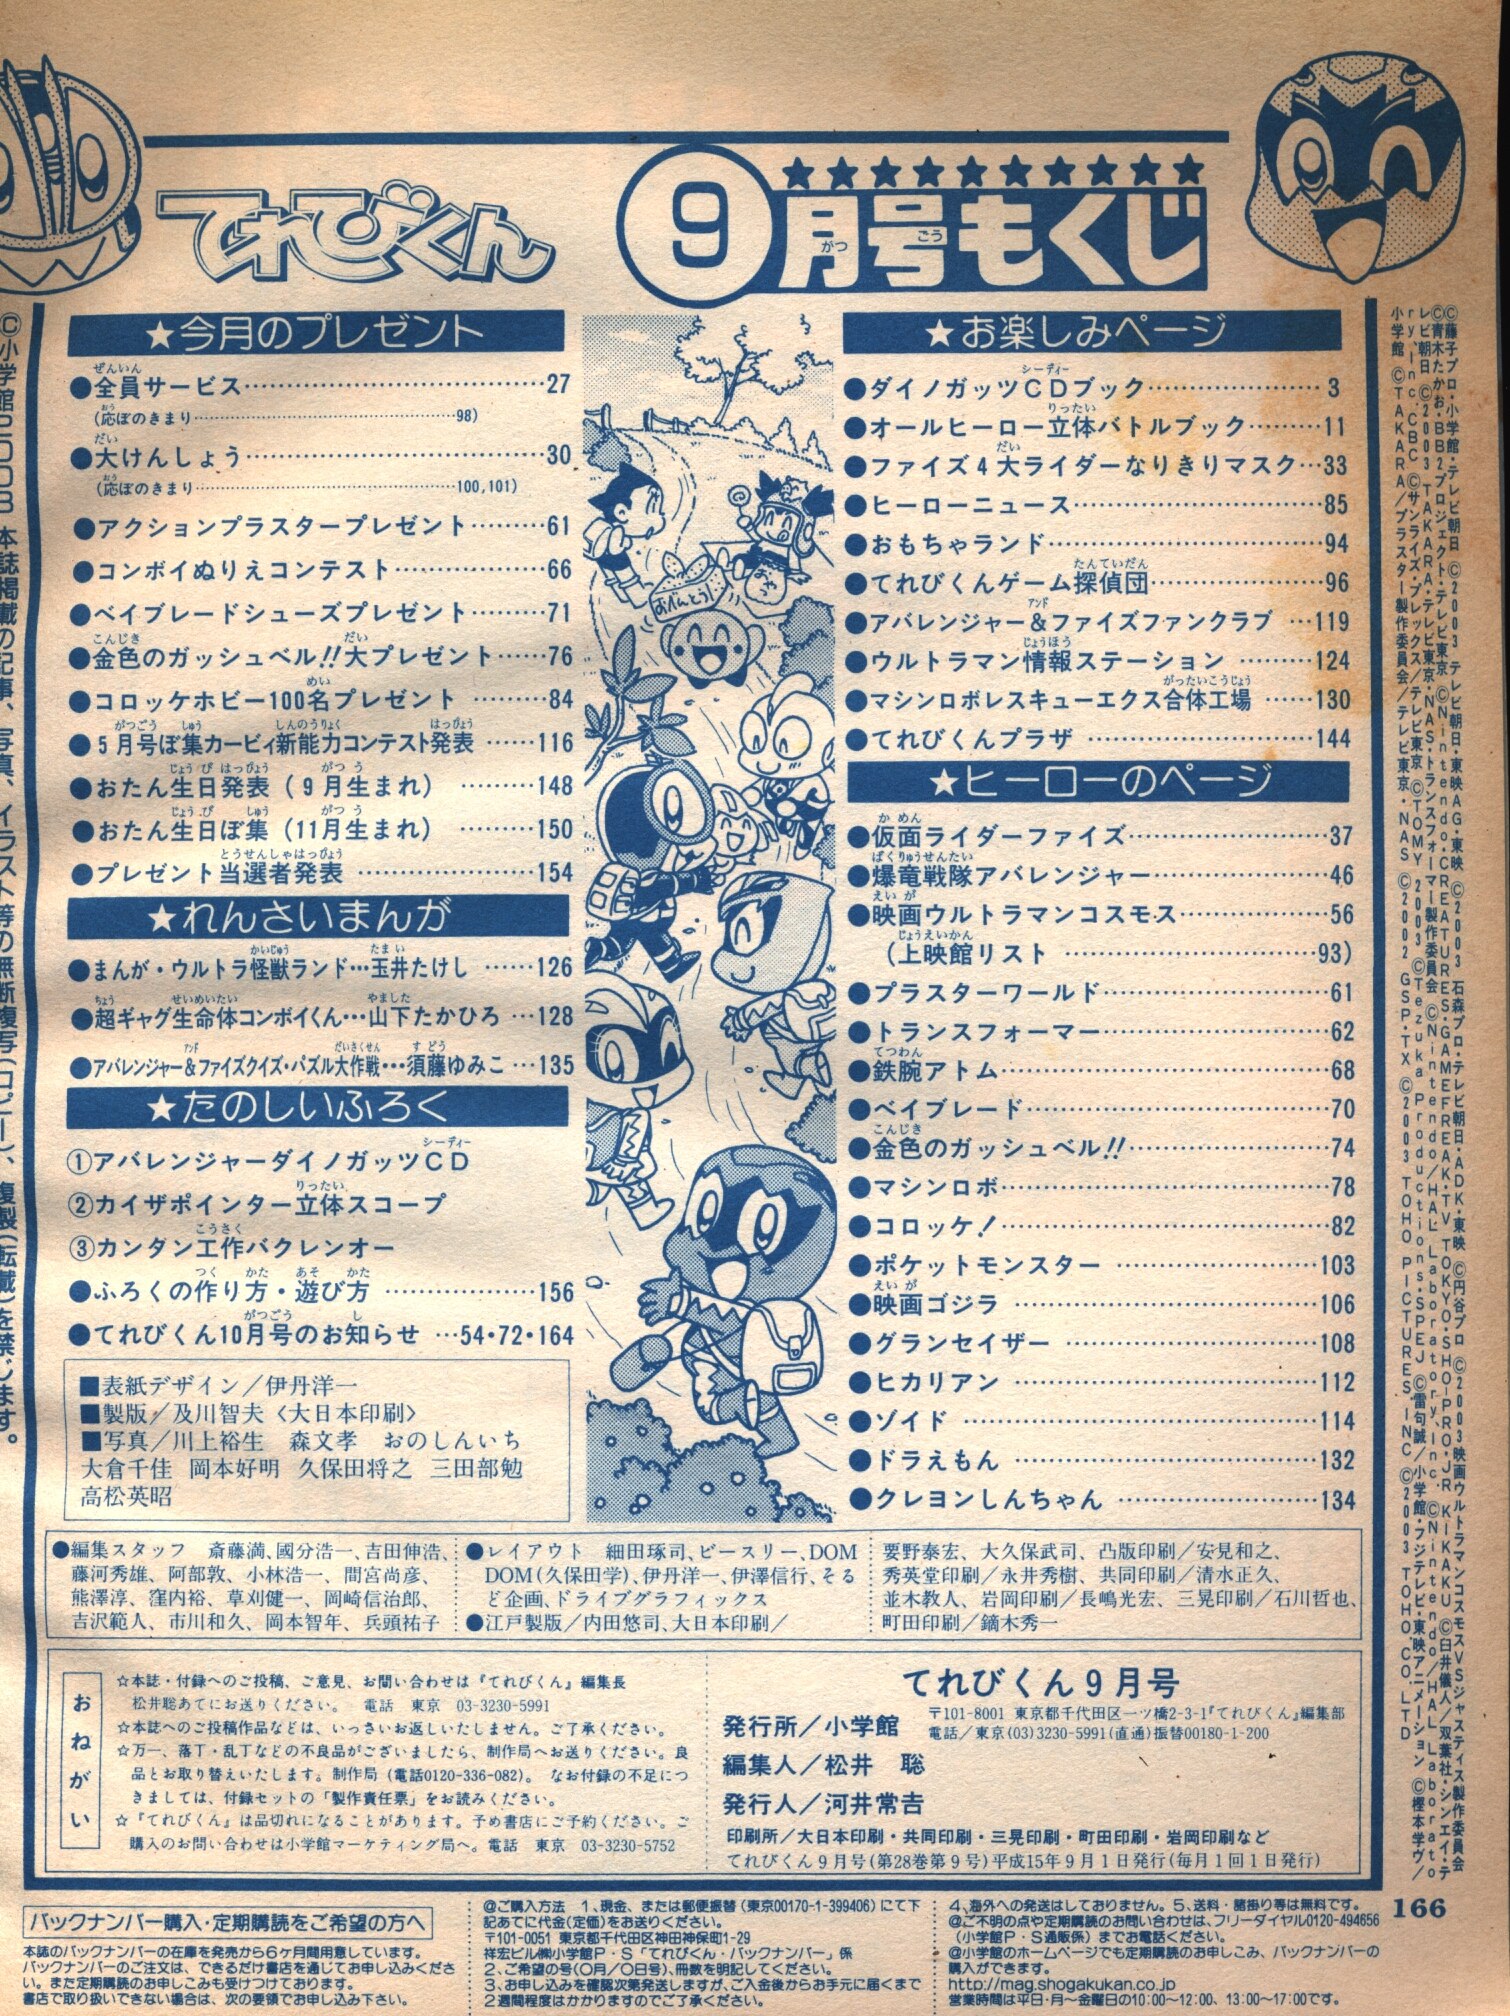 てれびくん
9月号もくじ
★今月のプレゼント
●全員サービス……27
(応ぼのきまり……98)
●大けんしょう……30
(応ぼのきまり……100,101)
●アクションプラスタープレゼント………61
●コンボイぬりえコンテスト……66
●ベイブレードシューズプレゼント………71
●金色のガッシュベル!!大プレゼント……76
●コロッケホビー100名プレゼント………84
●5月号ぼ集カービィ新能力コンテスト発表……116
●おたん生日発表(9月生まれ)………148
●おたん生日ぼ集(11月生まれ)………150
●プレゼント当選者発表……154
★れんさいまんが
●まんが・ウルトラ怪獣ランド…玉井たけし……126
●超ギャグ生命体コンボイくん…山下たかひろ…128
●アバレンジャー&ファイズクイズ・パズル大作戦…須藤ゆみこ…135
★たのしいふろく
①アバレンジャーダイノガッツCD
②カイザポインター立体スコープ
③カンタン工作バクレンオー
●ふろくの作り方・遊び方……156
●てれびくん10月号のお知らせ…54・72・164
■表紙デザイン/伊丹洋一
■製版/及川智夫〈大日本印刷〉
■写真/川上裕生 森文孝 おのしんいち
大倉千佳 岡本好明 久保田将之 三田部勉
高松英昭
おべんとう
★お楽しみページ
●ダイノガッツCDブック……3
●オールヒーロー立体バトルブック………11
●ファイズ4大ライダーなりきりマスク…33
●ヒーローニュース……85
●おもちゃランド……94
●てれびくんゲーム探偵団……96
●アバレンジャー&ファイズファンクラブ…119
●ウルトラマン情報ステーション………124
●マシンロボレスキューエクス合体工場……130
●てれびくんプラザ……144
★ヒーローのページ
●仮面ライダーファイズ……37
●爆竜戦隊アバレンジャー……46
●映画ウルトラマンコスモス……56
(上映館リスト……93)
●プラスターワールド……61
●トランスフォーマー……62
●鉄腕アトム……68
●ベイブレード……70
●金色のガッシュベル!!……74
●マシンロボ……78
●コロッケ!……82
●ポケットモンスター……103
●映画ゴジラ……106
●グランセイザー……108
●ヒカリアン……112
●ゾイド……114
●ドラえもん……132
●クレヨンしんちゃん……134
●編集スタッフ 斎藤満、國分浩一、吉田伸浩、
藤河秀雄、阿部敦、小林浩一、間宮尚彦、
熊澤淳、窪内裕、草刈健一、岡崎信治郎、
吉沢範人、市川和久、岡本智年、兵頭祐子
●レイアウト 細田琢司、ビースリー、DOM
DOM(久保田学)、伊丹洋一、伊澤信行、そる
ど企画、ドライブグラフィックス
●江戸製版/内田悠司、大日本印刷/
要野泰宏、大久保武司、凸版印刷/安見和之、
秀英堂印刷/永井秀樹、共同印刷/清水正久、
並木教人、岩岡印刷/長嶋光宏、三晃印刷/石川哲也、
町田印刷/鏑木秀一
おねがい
☆本誌・付録へのご投稿、ご意見、お問い合わせは『てれびくん』編集長
松井聡あてにお送りください。 電話 東京 03-3230-5991
☆本誌へのご投稿作品などは、いっさいお返しいたしません。ご了承ください。
☆万一、落丁・乱丁などの不良品がございましたら、制作局へお送りください。良
品とお取り替えいたします。制作局(電話0120-336-082)。なお付録の不足につ
きましては、付録セットの「製作責任票」をお読みください。
☆『てれびくん』は品切れになることがあります。予め書店にご予約ください。ご
購入のお問い合わせは小学館マーケティング局へ。電話 東京 03-3230-5752
てれびくん9月号
発行所/小学館
〒101-8001 東京都千代田区一ツ橋2-3-1『てれびくん』編集部
電話/東京(03)3230-5991(直通)振替00180-1-200
編集人/松井 聡
発行人/河井常吉
印刷所/大日本印刷・共同印刷・三晃印刷・町田印刷・岩岡印刷など
てれびくん9月号(第28巻第9号)平成15年9月1日発行(毎月1回1日発行)
166
バックナンバー購入・定期購読をご希望の方へ
本誌のバックナンバーの在庫を発売から6ヶ月間用意しています。
バックナンバーのご注文は、できるだけ書店を通じてお申し込みくださ
い。また定期購読のお申しこみも受けつけております。
書店で取り扱いできない場合は、次の要領でお申し込み下さい。
@ご購入方法 1、現金、または郵便振替(東京00170-1-399406)にて下
記あてに代金(定価)をお送りください。
〒101-0051 東京都千代田区神田神保町1-29
祥宏ビル㈱小学館P・S「てれびくん・バックナンバー」係
2、ご希望の号(〇月/〇日号)、冊数を明記してください。
3、お申し込みを確認次第発送しますが、ご入金後からお手元に届くまで
2週間程度はかかりますのでご了承ください。
4、海外への発送はしておりません。5、送料・諸掛り等は無料です。
@ご不明の点や定期購読のお問い合わせは、フリーダイヤル0120-494656
(小学館P・S通販係)までお電話ください。
@小学館のホームページでも定期購読のお申しこみ、バックナンバーの
購入ができます。
http://mag.shogakukan.co.jp
営業時間は平日・月〜金曜日の10:00〜12:00、13:00〜17:00です。
©小学館2003 本誌掲載の記事、写真、イラスト等の無断複写(コピー)、複製(転載)を禁じます。